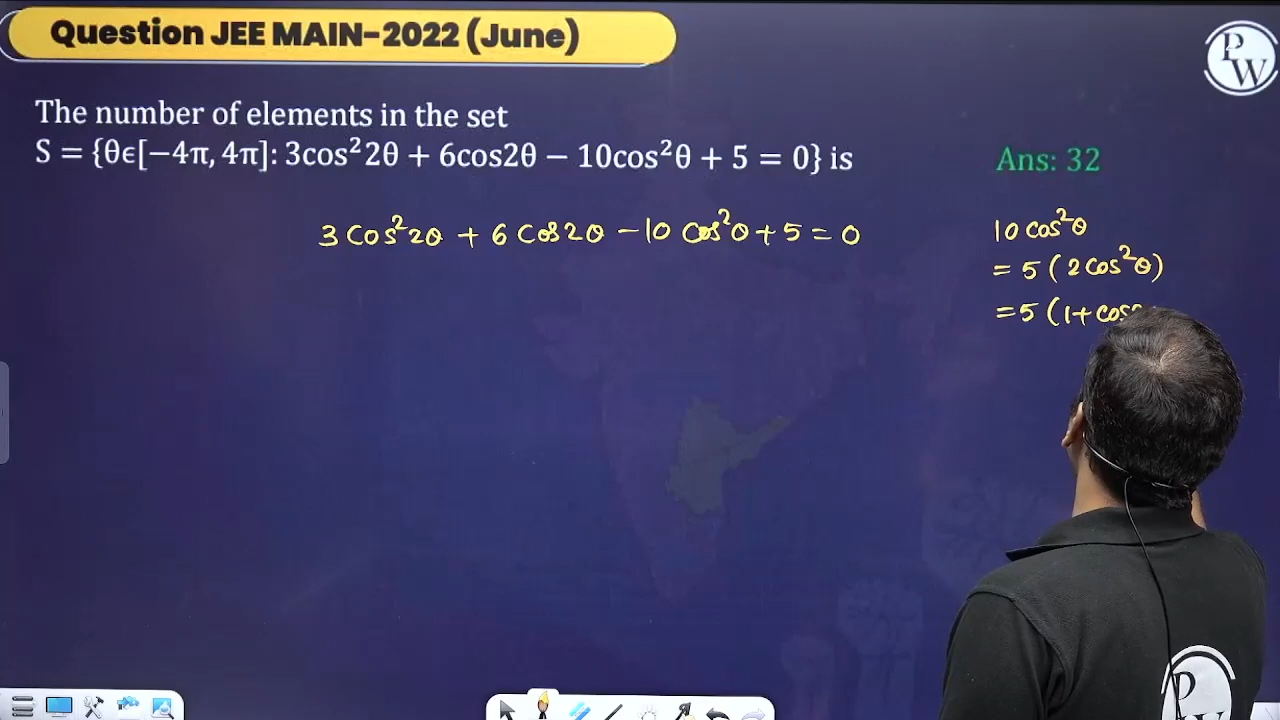 Question JEE MAIN-2022 (June)
PW
The number of elements in the set
S = {θϵ[−4π, 4π]: 3cos²2θ + 6cos2θ − 10cos²θ + 5 = 0} is
Ans: 32
3 Cos²2θ + 6 Cos2θ − 10 Cos²θ + 5 = 0
10 cos²θ
= 5 ( 2cos²θ)
= 5 (1+
PW